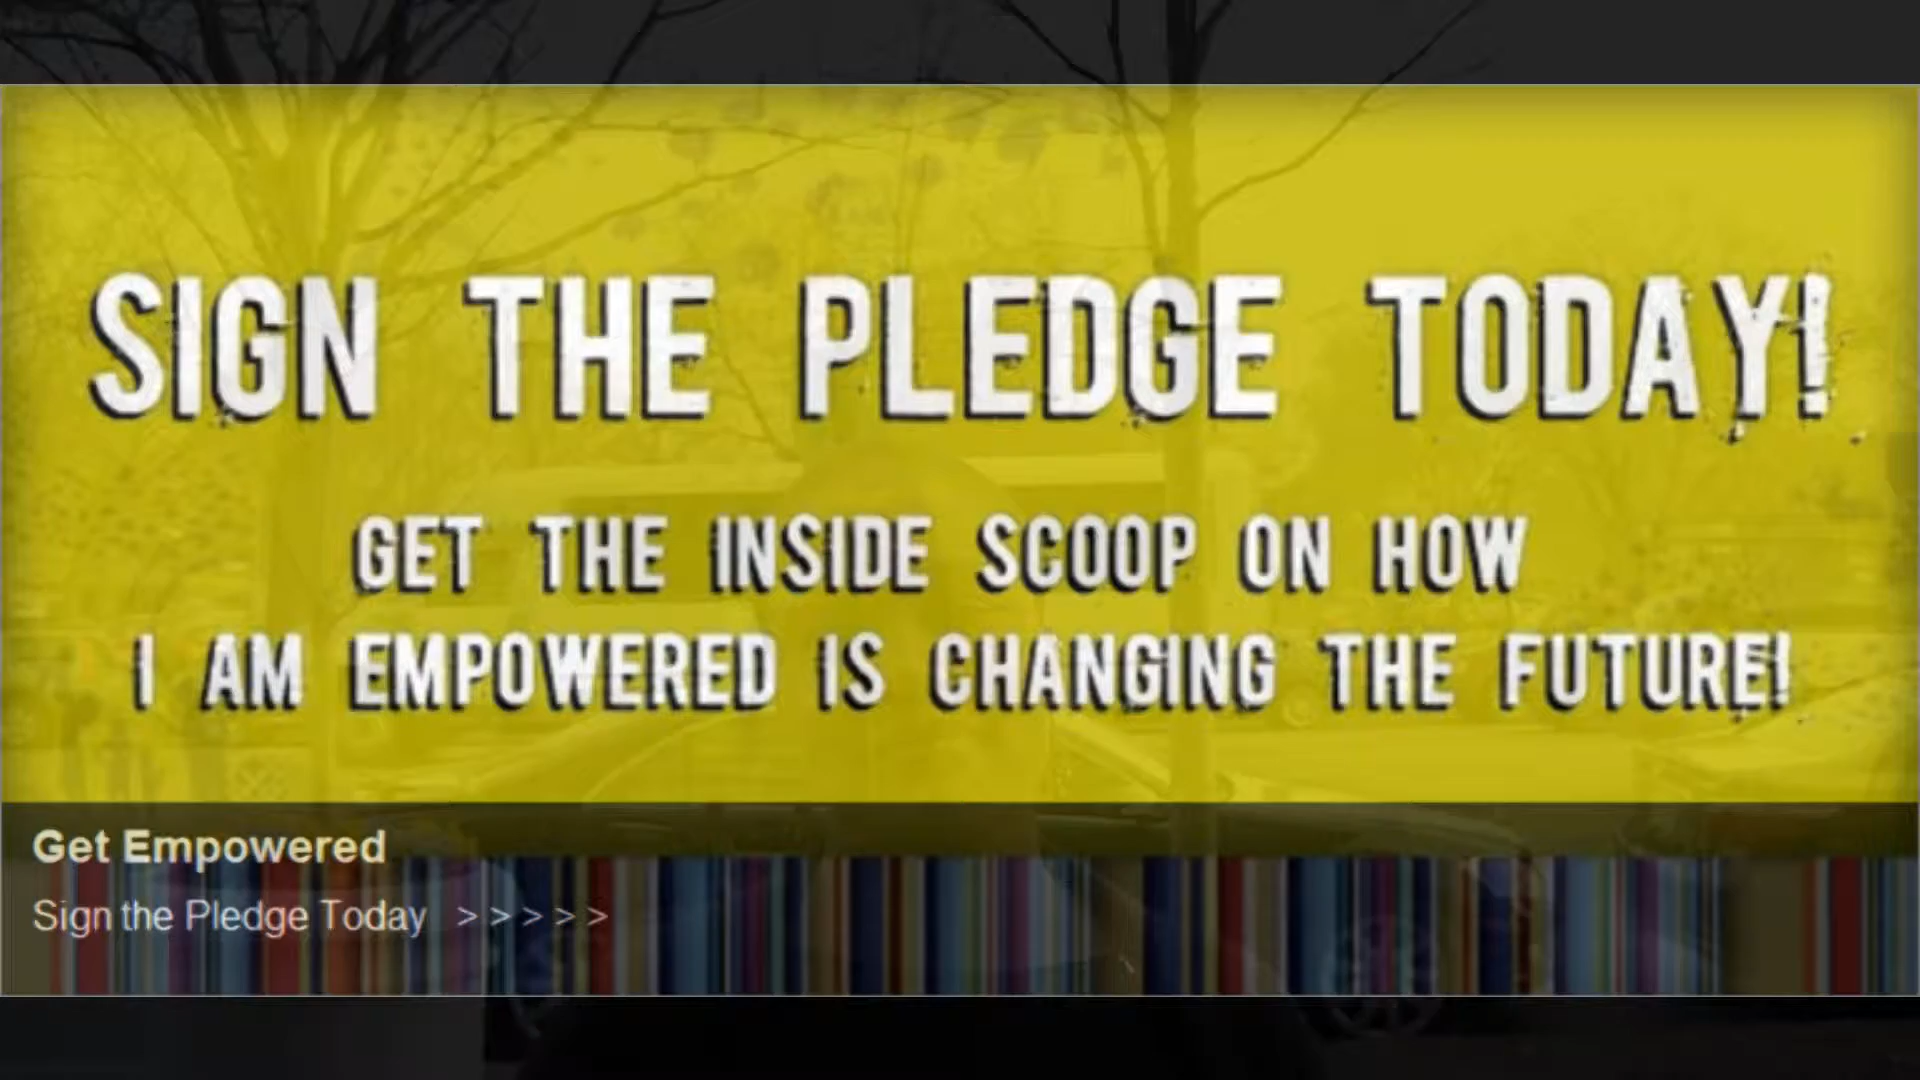 SIGN THE PLEDGE TODAY!
GET THE INSIDE SCOOP ON HOW
I AM EMPOWERED IS CHANGING THE FUTURE!
Get Empowered
Sign the Pledge Today >>>>>